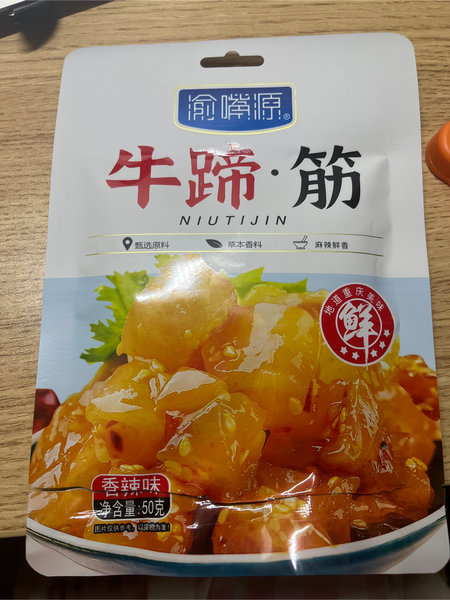 渝嘴源®
牛蹄·筋
NIUTIJIN
甄选原料 草本香料 麻辣鲜香
地道重庆美味
鲜
香辣味
净含量:50克
图片仅供参考，以实物为准！